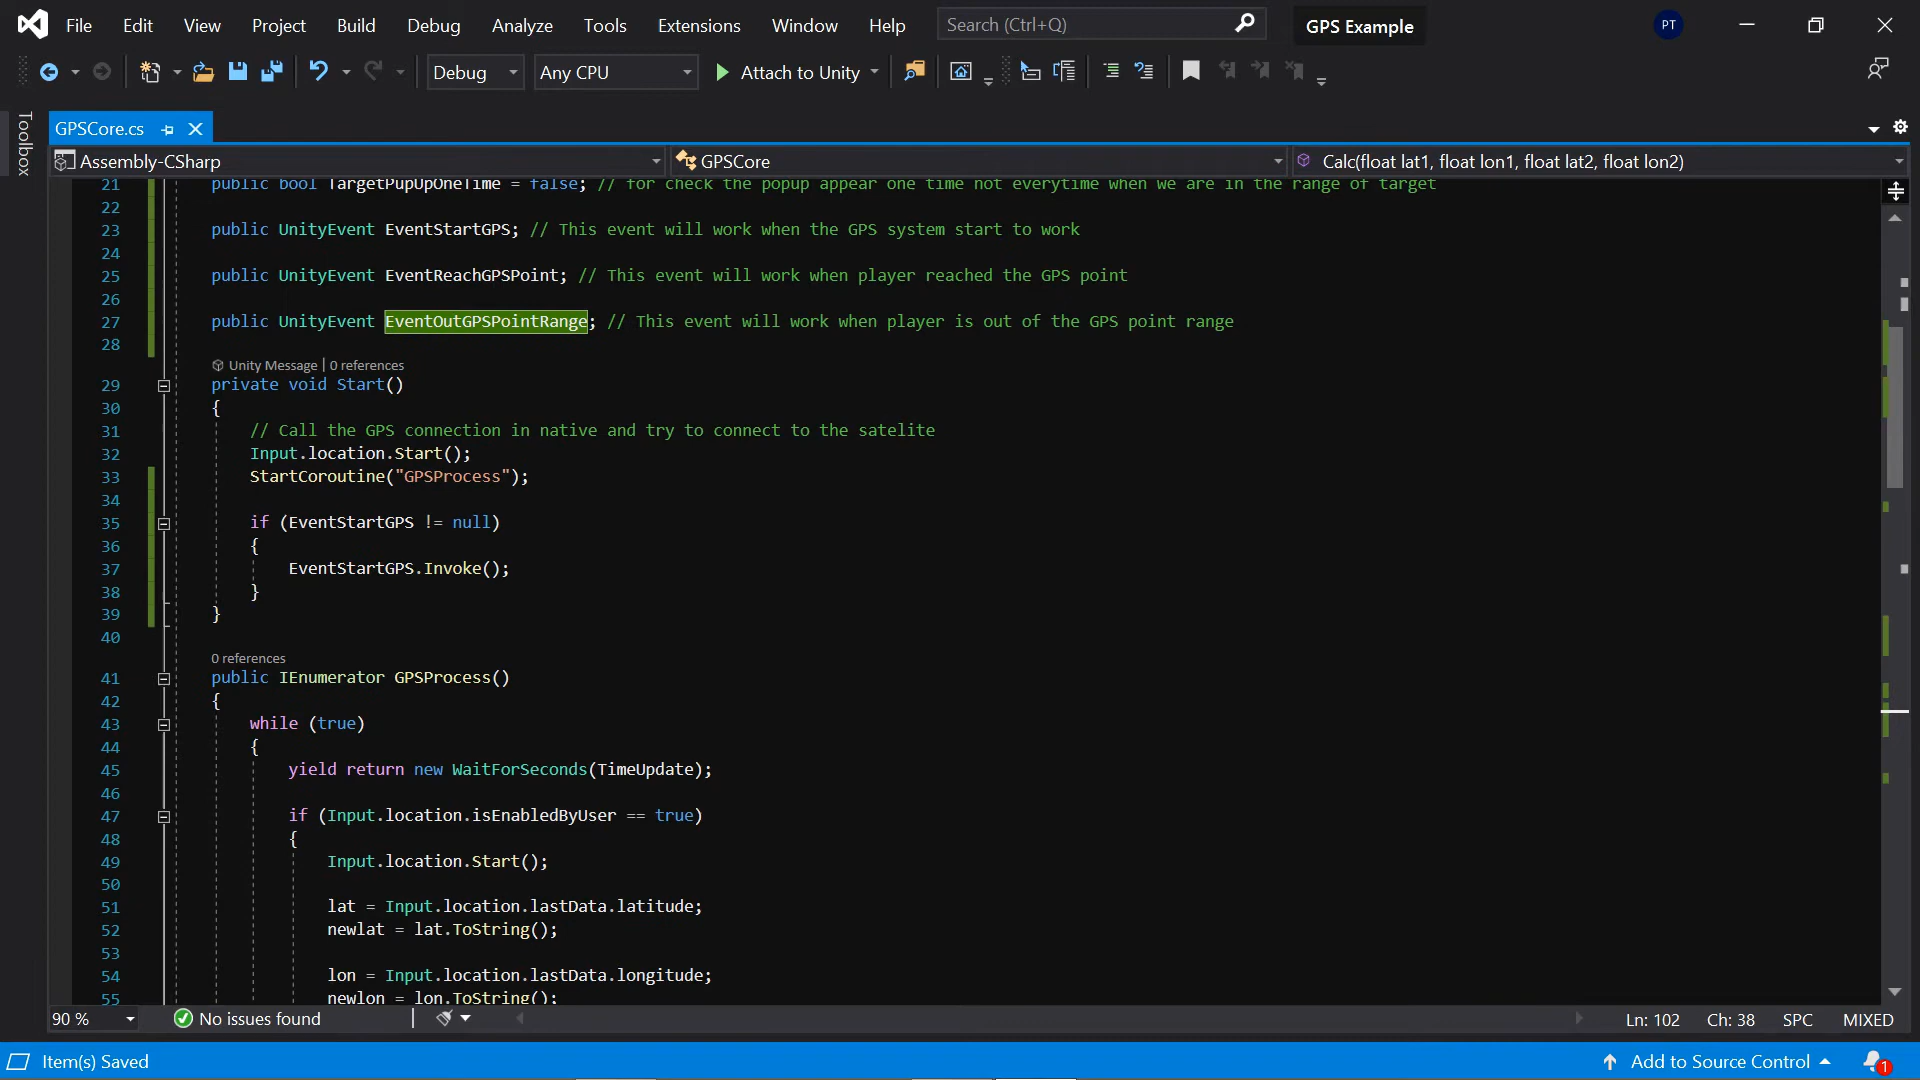 File Edit View Project Build Debug Analyze Tools Extensions Window Help Search (Ctrl+Q) GPS Example PT
Debug Any CPU Attach to Unity
Toolbox
GPSCore.cs
Assembly-CSharp GPSCore Calc(float lat1, float lon1, float lat2, float lon2)
21 public bool TargetPupUpOneTime = false; // for check the popup appear one time not everytime when we are in the range of target
22
23 public UnityEvent EventStartGPS; // This event will work when the GPS system start to work
24
25 public UnityEvent EventReachGPSPoint; // This event will work when player reached the GPS point
26
27 public UnityEvent EventOutGPSPointRange; // This event will work when player is out of the GPS point range
28
Unity Message | 0 references
29 private void Start()
30 {
31 // Call the GPS connection in native and try to connect to the satelite
32 Input.location.Start();
33 StartCoroutine("GPSProcess");
34
35 if (EventStartGPS != null)
36 {
37 EventStartGPS.Invoke();
38 }
39 }
40
0 references
41 public IEnumerator GPSProcess()
42 {
43 while (true)
44 {
45 yield return new WaitForSeconds(TimeUpdate);
46
47 if (Input.location.isEnabledByUser == true)
48 {
49 Input.location.Start();
50
51 lat = Input.location.lastData.latitude;
52 newlat = lat.ToString();
53
54 lon = Input.location.lastData.longitude;
55 newlon = lon.ToString();
90 % No issues found Ln: 102 Ch: 38 SPC MIXED
Item(s) Saved Add to Source Control 1